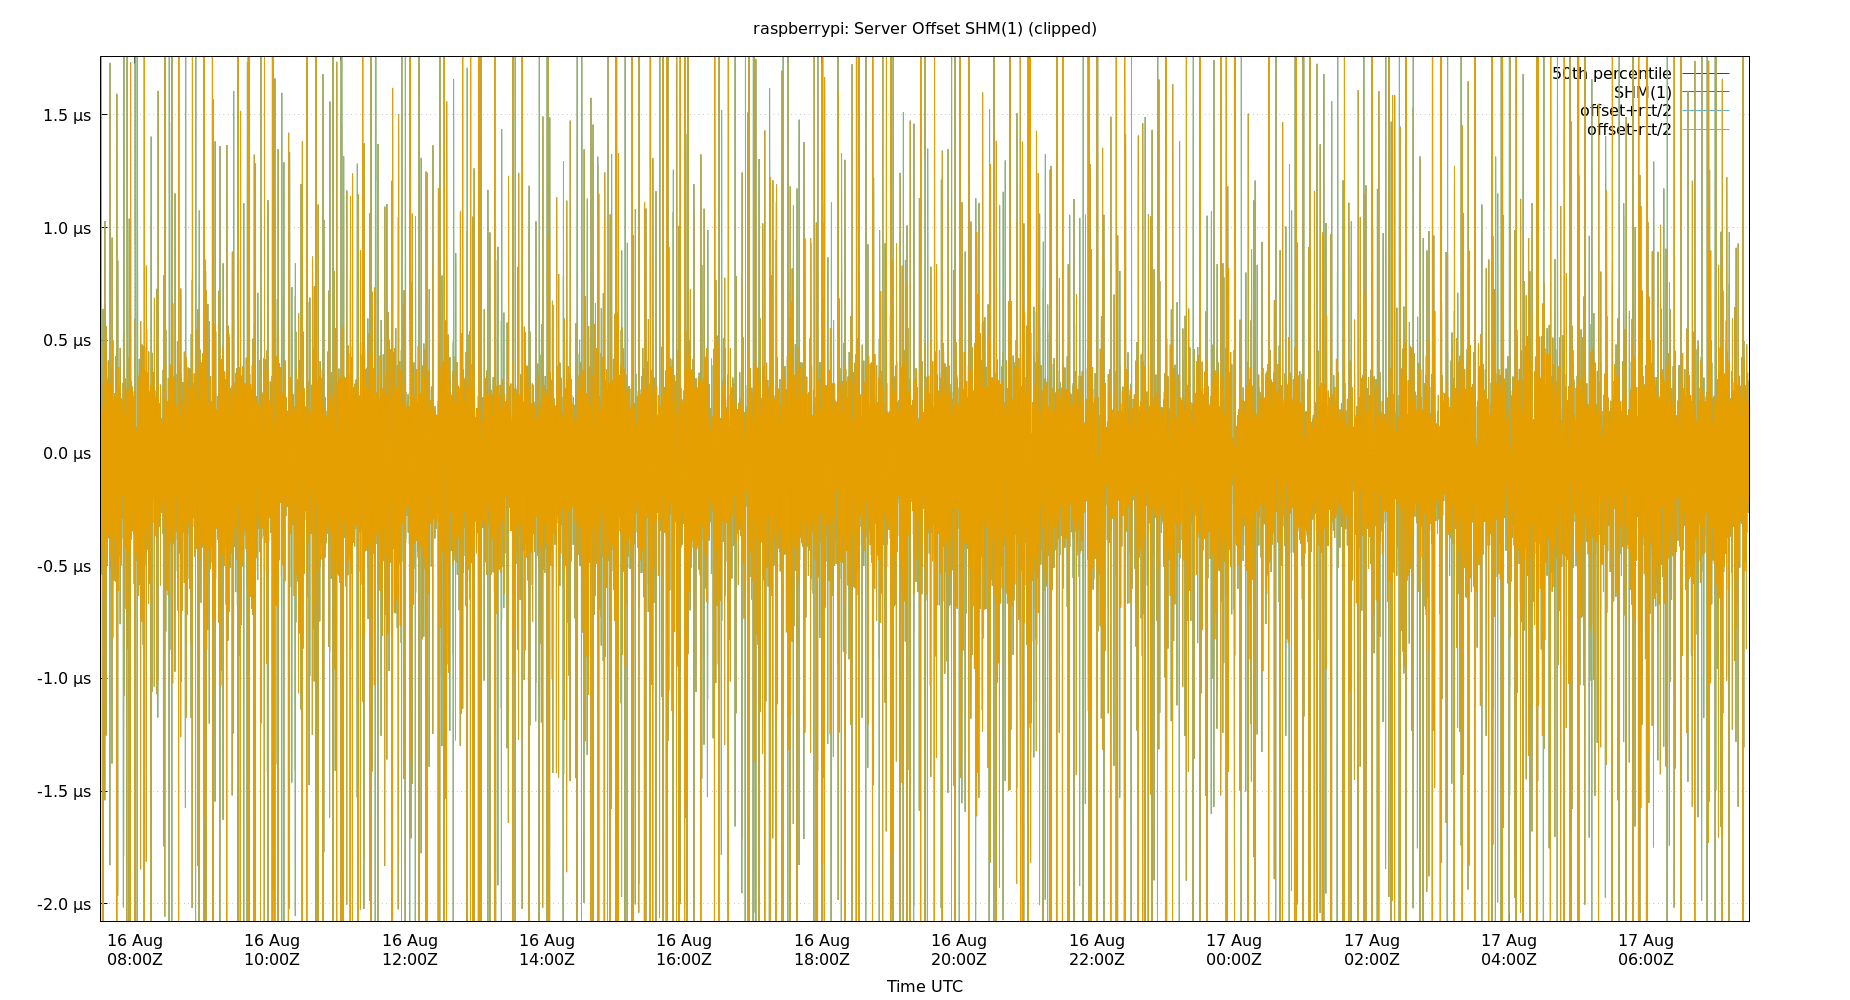 raspberrypi: Server Offset SHM(1) (clipped)
50th percentile
SHM(1)
offset+rtt/2
offset-rtt/2
1.5 µs
1.0 µs
0.5 µs
0.0 µs
-0.5 µs
-1.0 µs
-1.5 µs
-2.0 µs
16 Aug 16 Aug 16 Aug 16 Aug 16 Aug 16 Aug 16 Aug 16 Aug 17 Aug 17 Aug 17 Aug 17 Aug
08:00Z 10:00Z 12:00Z 14:00Z 16:00Z 18:00Z 20:00Z 22:00Z 00:00Z 02:00Z 04:00Z 06:00Z
Time UTC